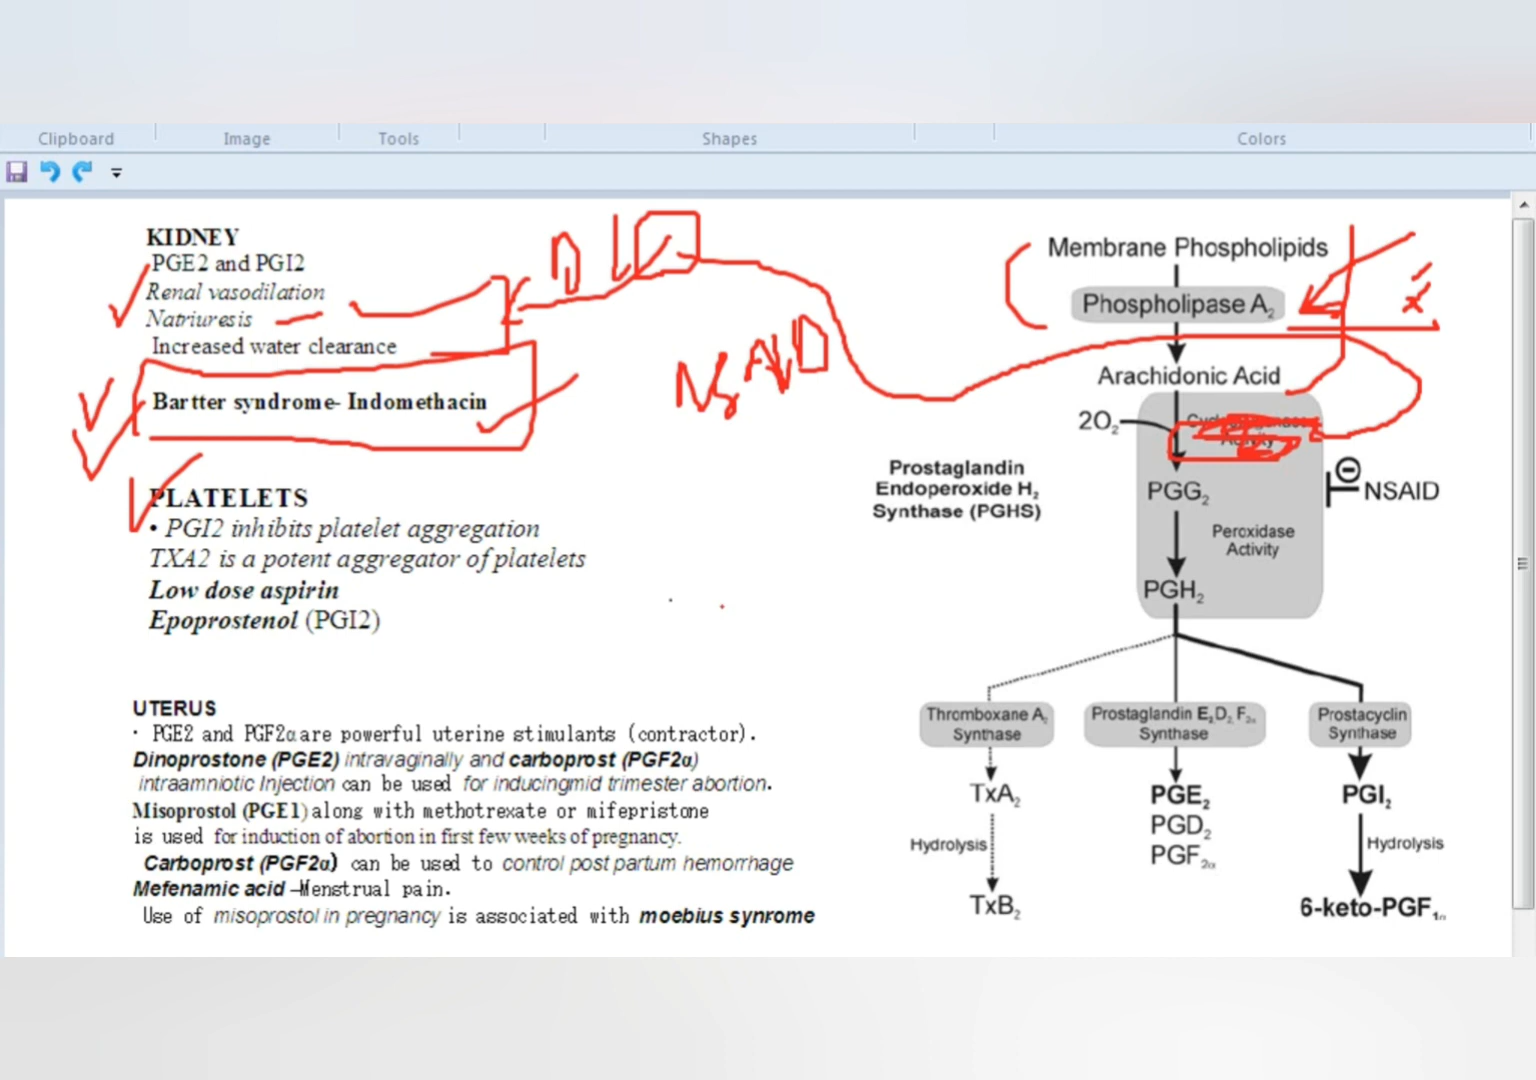 Clipboard Image Tools Shapes Colors
KIDNEY
PGE2 and PGI2
Renal vasodilation
Natriuresis
Increased water clearance
Bartter syndrome- Indomethacin
PLATELETS
• PGI2 inhibits platelet aggregation
TXA2 is a potent aggregator of platelets
Low dose aspirin
Epoprostenol (PGI2)
UTERUS
· PGE2 and PGF2α are powerful uterine stimulants (contractor).
Dinoprostone (PGE2) intravaginally and carboprost (PGF2α)
intraamniotic Injection can be used for inducingmid trimester abortion.
Misoprostol (PGE1) along with methotrexate or mifepristone
is used for induction of abortion in first few weeks of pregnancy.
Carboprost (PGF2α) can be used to control post partum hemorrhage
Mefenamic acid –Menstrual pain.
Use of misoprostol in pregnancy is associated with moebius synrome
NSAID
Membrane Phospholipids
Phospholipase A₂
Arachidonic Acid
2O₂
Activity
Prostaglandin
Endoperoxide H₂
Synthase (PGHS)
PGG₂
NSAID
Peroxidase
Activity
PGH₂
Thromboxane A₂
Synthase
Prostaglandin E₂D₂ F₂α
Synthase
Prostacyclin
Synthase
TxA₂
PGE₂
PGD₂
PGF₂α
PGI₂
Hydrolysis
Hydrolysis
TxB₂
6-keto-PGF₁α